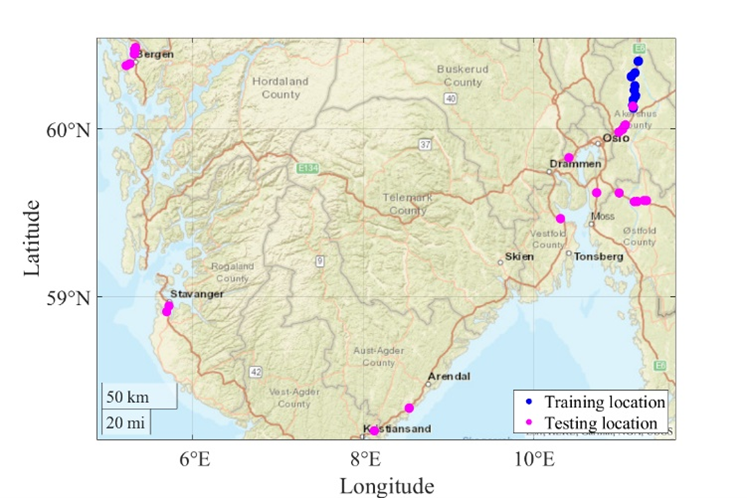 E6
Bergen
Buskerud
County
Hordaland
County
40
Akershus
County
60°N
37
Oslo
E134
Drammen
Telemark
County
Moss
Vestfold
County
Østfold
County
9
Skien
Tonsberg
Rogaland
County
Stavanger
59°N
Aust-Agder
County
E6
42
Arendal
50 km
20 mi
Vest-Agder
County
Training location
Testing location
Kristiansand
6°E
8°E
10°E
Latitude
Longitude